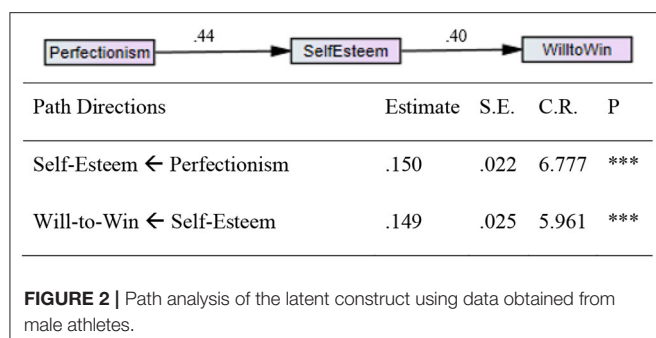 .44 .40
Perfectionism SelfEsteem WilltoWin
Path Directions Estimate S.E. C.R. P
Self-Esteem ← Perfectionism .150 .022 6.777 ***
Will-to-Win ← Self-Esteem .149 .025 5.961 ***
FIGURE 2 | Path analysis of the latent construct using data obtained from
male athletes.